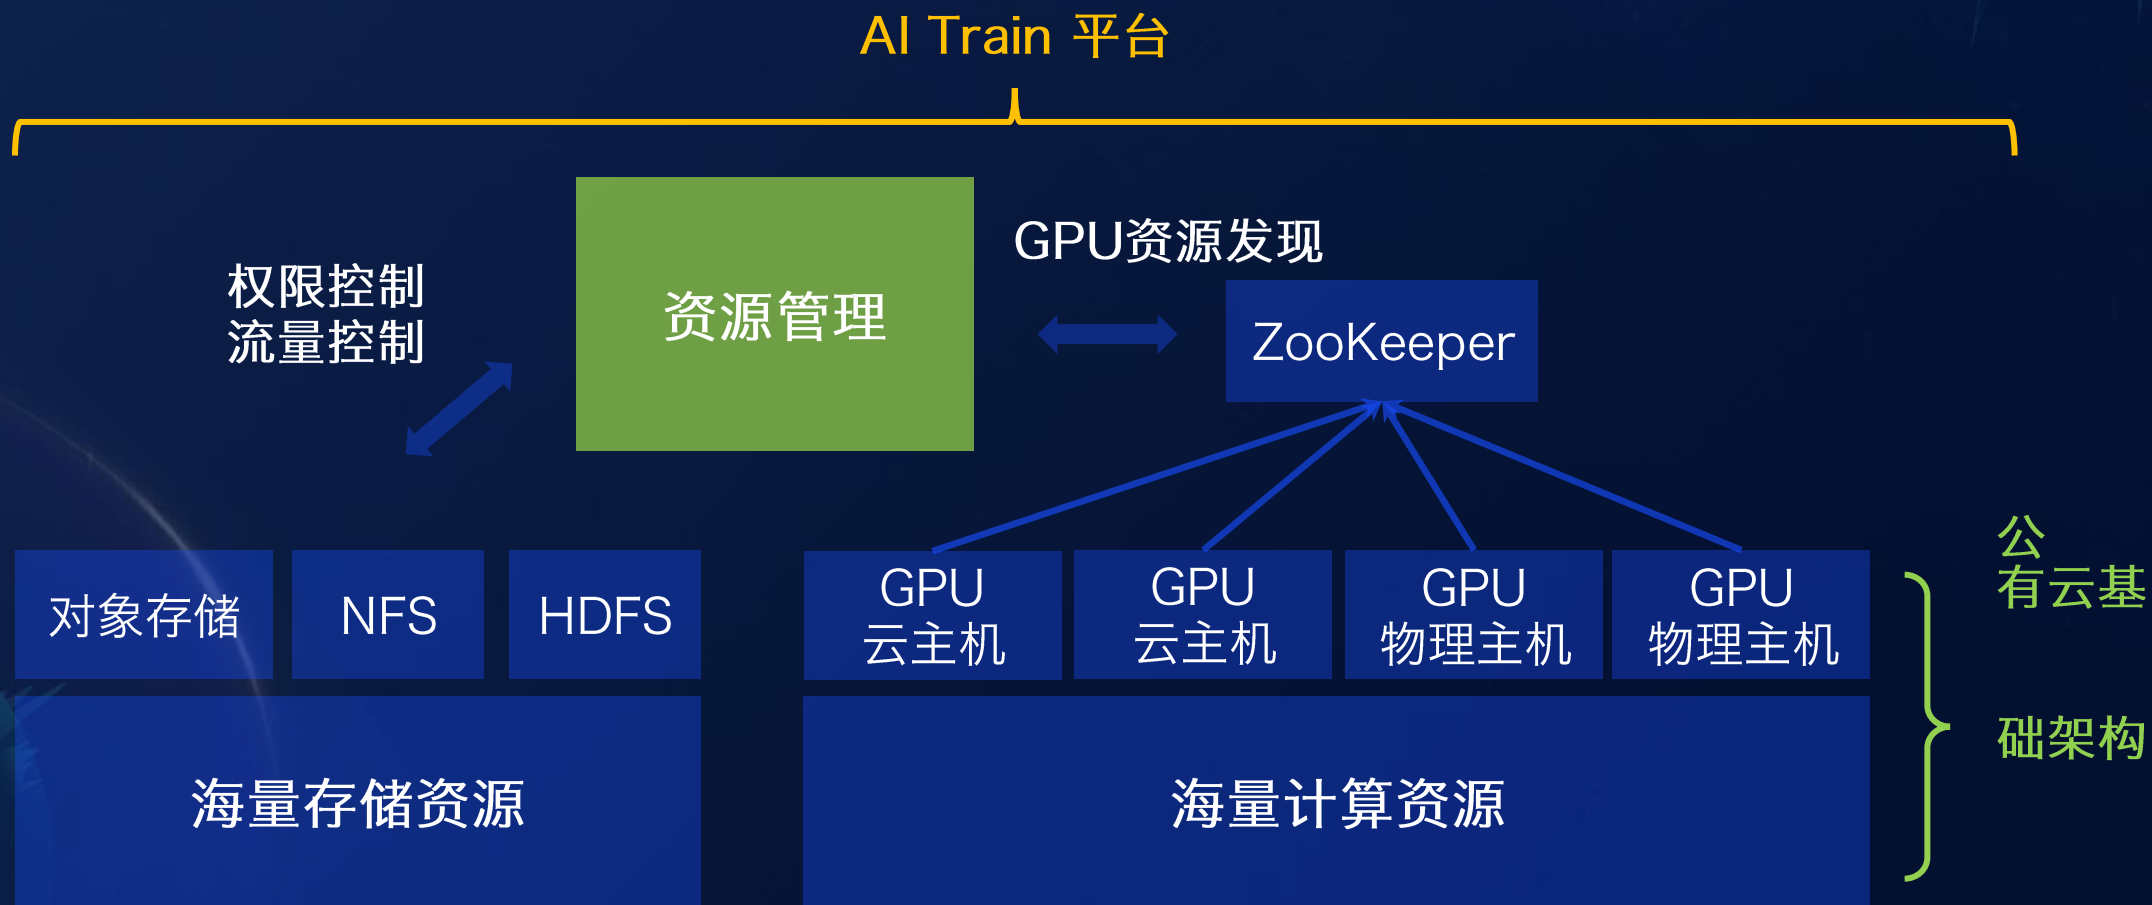 AI Train 平台
权限控制
流量控制
资源管理
GPU资源发现
ZooKeeper
对象存储
NFS
HDFS
GPU
云主机
GPU
云主机
GPU
物理主机
GPU
物理主机
公
有云基
础架构
海量存储资源
海量计算资源